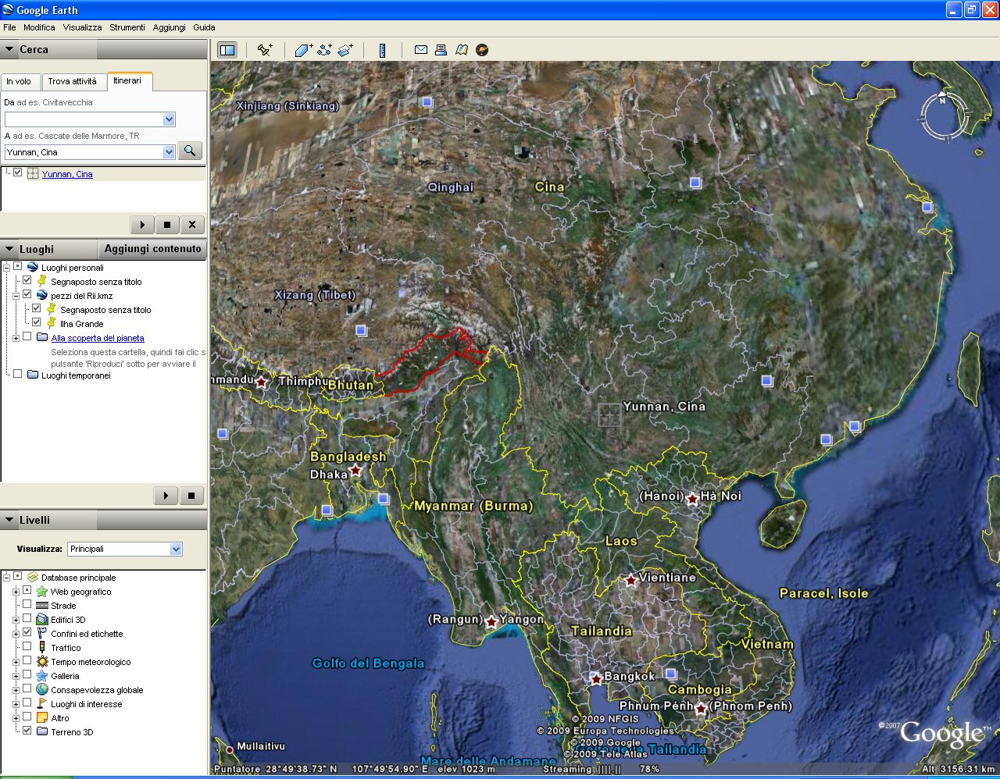 Google Earth
File Modifica Visualizza Strumenti Aggiungi Guida
Cerca
In volo Trova attività Itinerari
Da ad es. Civitavecchia
A ad es. Cascate delle Marmore, TR
Yunnan, Cina
Yunnan, Cina
Luoghi Aggiungi contenuto
Luoghi personali
Segnaposto senza titolo
pezzi del Rii.kmz
Segnaposto senza titolo
Ilha Grande
Alla scoperta del pianeta
Seleziona questa cartella, quindi fai clic s
pulsante 'Riproduci' sotto per avviare il
Luoghi temporanei
Livelli
Visualizza: Principali
Database principale
Web geografico
Strade
Edifici 3D
Confini ed etichette
Traffico
Tempo meteorologico
Galleria
Consapevolezza globale
Luoghi di interesse
Altro
Terreno 3D
N
Xinjiang (Sinkiang)
Qinghai
Cina
Xizang (Tibet)
hmandu
Thimphu
Bhutan
Yunnan, Cina
Bangladesh
Dhaka
(Hanoi) Hà Noi
Myanmar (Burma)
Laos
Vientiane
Paracel, Isole
(Rangun) Yangon
Tailandia
Vietnam
Golfo del Bengala
Bangkok
Cambogia
Phnum Pénh (Phnom Penh)
© 2009 NFGIS
© 2009 Europa Technologies
© 2009 Google
© 2009 Tele Atlas
Golfo della Tailandia
©2007 Google™
Mullaitivu
Mare delle Andamane
Puntatore 28°49'38.73" N 107°49'54.90" E elev 1023 m Streaming ||||.|| 78% Alt 3156.31 km